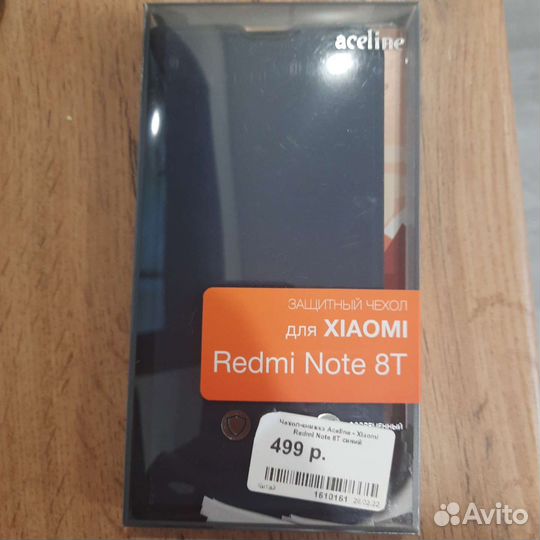 aceline
ЗАЩИТНЫЙ ЧЕХОЛ
для XIAOMI
Redmi Note 8T
Чехол-книжка Aceline - Xiaomi
Redmi Note 8T синий
499 р.
Китай
1610161
Avito